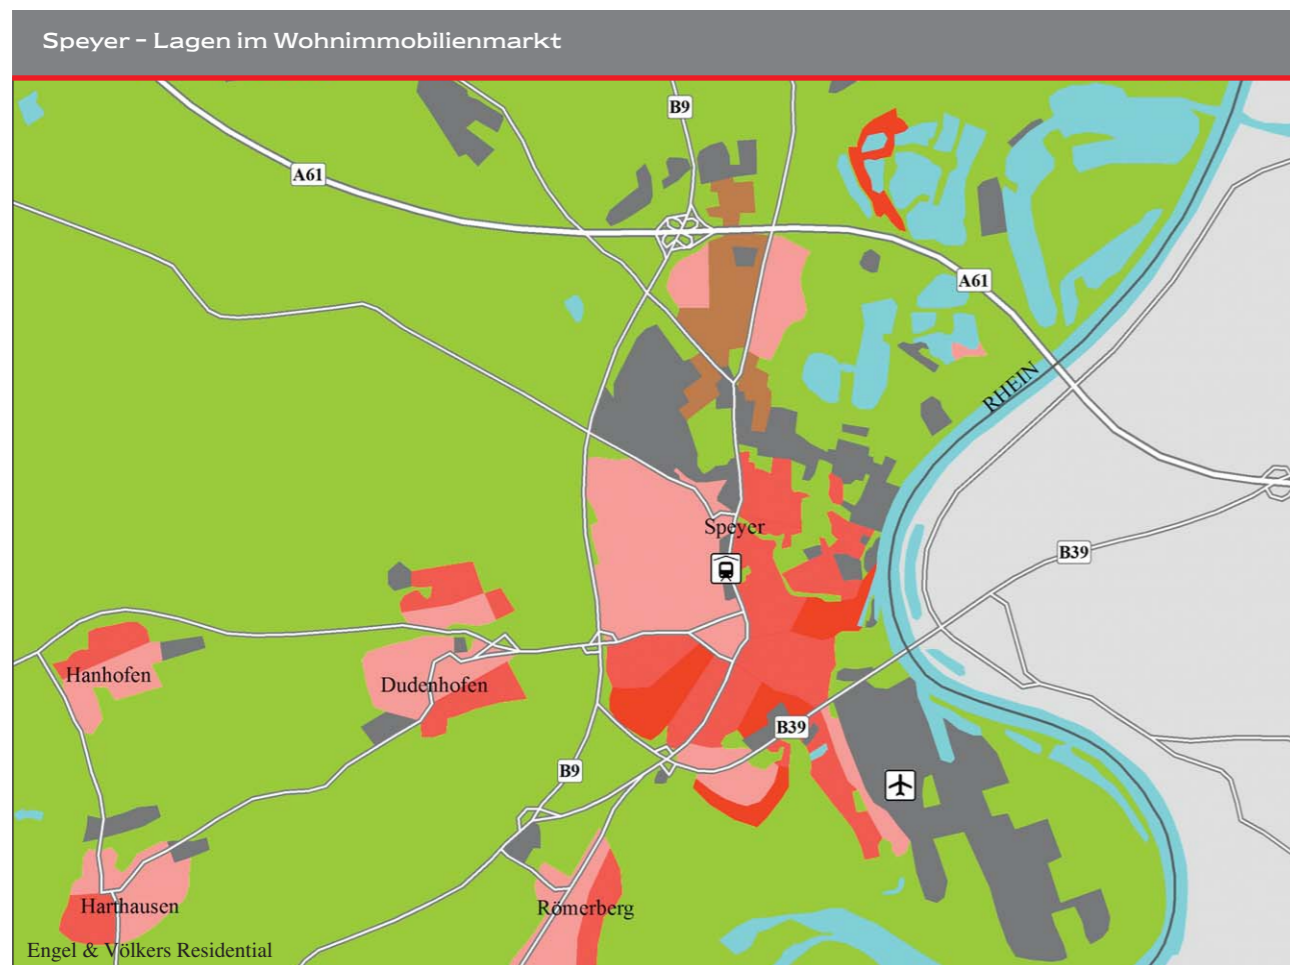 Speyer - Lagen im Wohnimmobilienmarkt
B9
A61
A61
RHEIN
Speyer
B39
Hanhofen
Dudenhofen
B39
B9
Harthausen
Römerberg
Engel & Völkers Residential